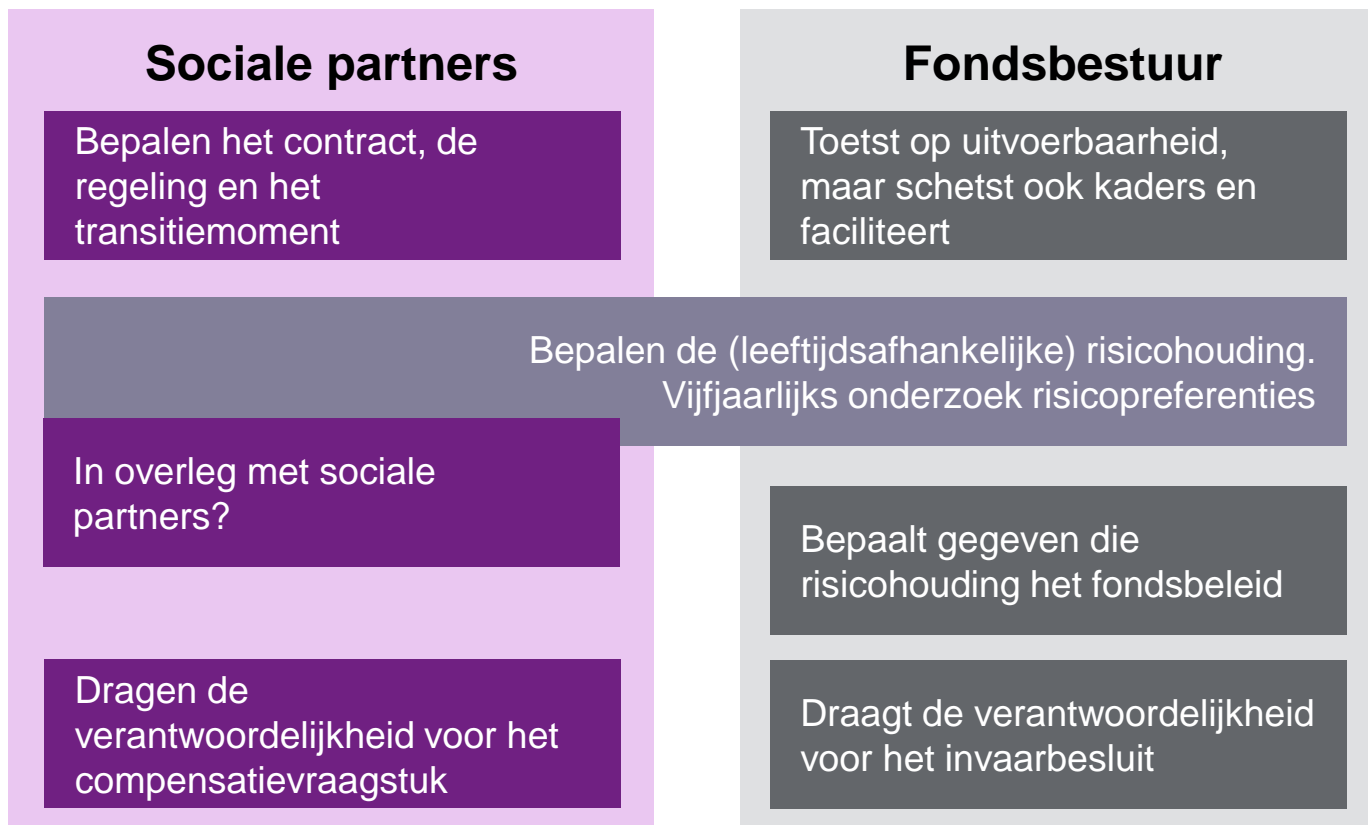 Sociale partners
Bepalen het contract, de
regeling en het
transitiemoment
Fondsbestuur
Toetst op uitvoerbaarheid,
maar schetst ook kaders en
faciliteert
Bepalen de (leeftijdsafhankelijke) risicohouding.
Vijfjaarlijks onderzoek risicopreferenties
In overleg met sociale
partners?
Bepaalt gegeven die
risicohouding het fondsbeleid
Dragen de
verantwoordelijkheid voor het
compensatievraagstuk
Draagt de verantwoordelijkheid
voor het invaarbesluit